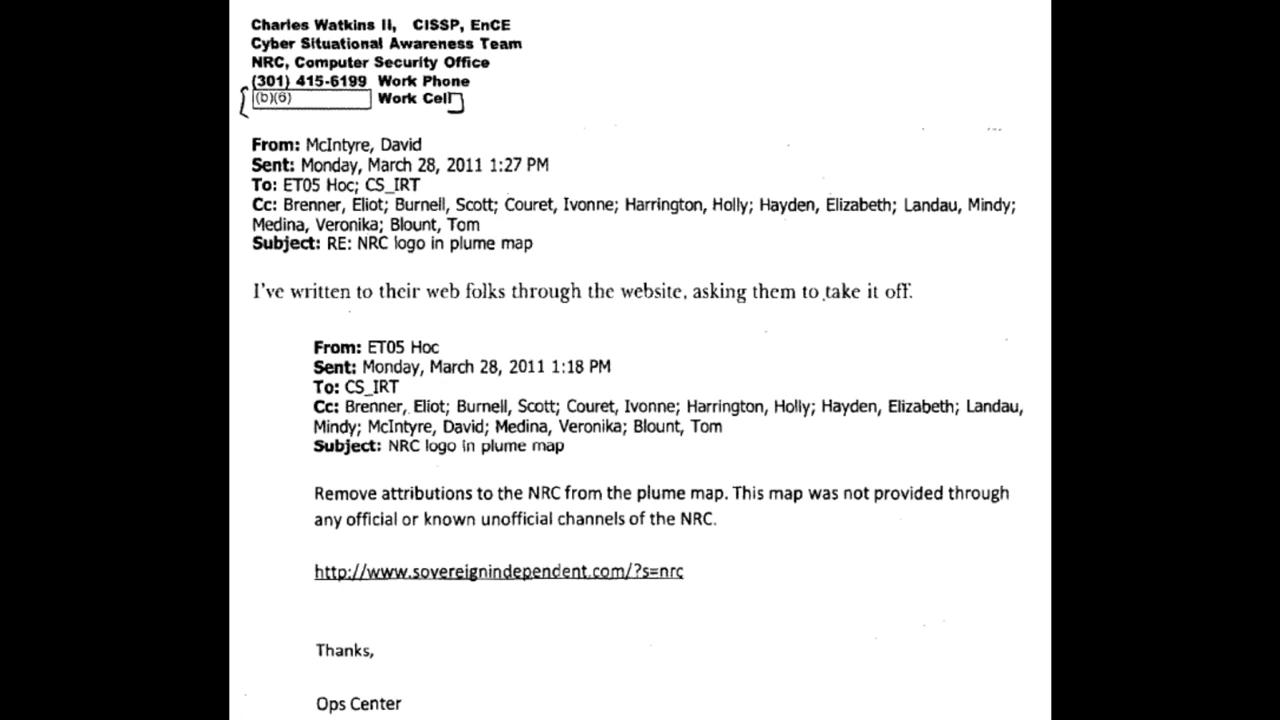 Charles Watkins II, CISSP, EnCE
Cyber Situational Awareness Team
NRC, Computer Security Office
(301) 415-6199 Work Phone
(b)(6) Work Cell
From: McIntyre, David
Sent: Monday, March 28, 2011 1:27 PM
To: ET05 Hoc; CS_IRT
Cc: Brenner, Eliot; Burnell, Scott; Couret, Ivonne; Harrington, Holly; Hayden, Elizabeth; Landau, Mindy;
Medina, Veronika; Blount, Tom
Subject: RE: NRC logo in plume map
I've written to their web folks through the website, asking them to take it off.
From: ET05 Hoc
Sent: Monday, March 28, 2011 1:18 PM
To: CS_IRT
Cc: Brenner, Eliot; Burnell, Scott; Couret, Ivonne; Harrington, Holly; Hayden, Elizabeth; Landau,
Mindy; McIntyre, David; Medina, Veronika; Blount, Tom
Subject: NRC logo in plume map
Remove attributions to the NRC from the plume map. This map was not provided through
any official or known unofficial channels of the NRC.
http://www.sovereignindependent.com/?s=nrc
Thanks,
Ops Center